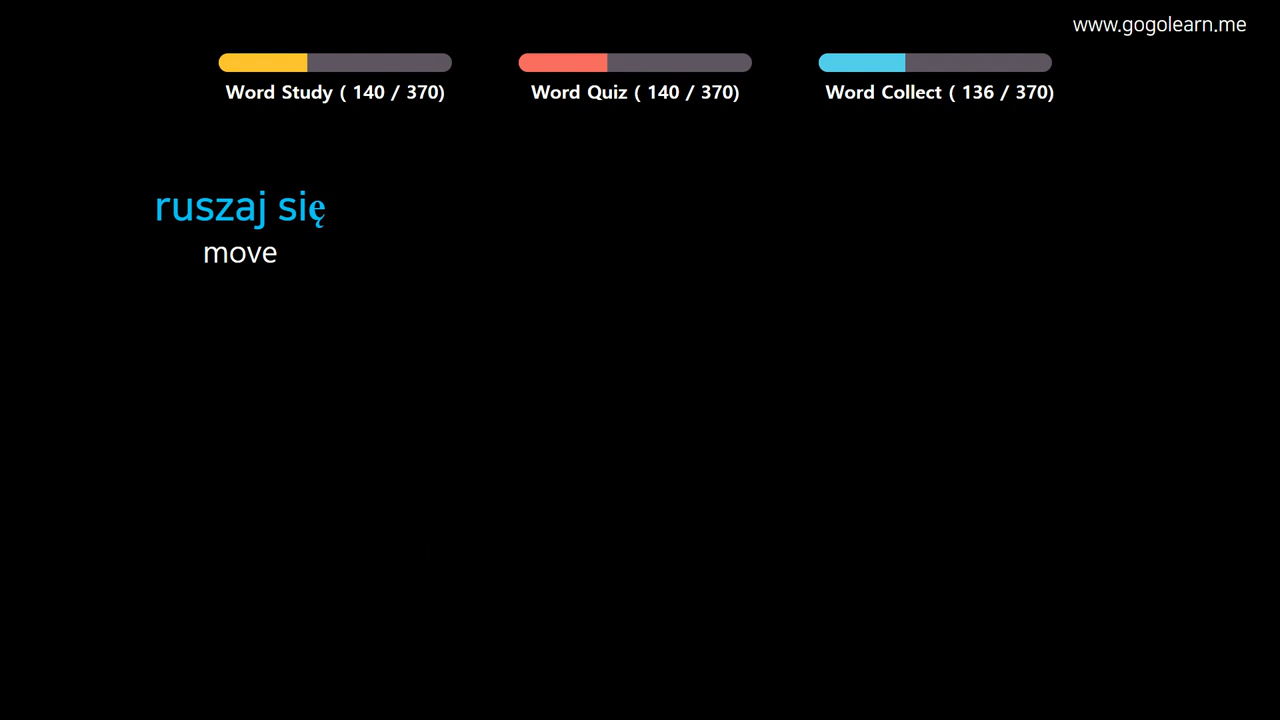 www.gogolearn.me
Word Study ( 140 / 370)
Word Quiz ( 140 / 370)
Word Collect ( 136 / 370)
ruszaj się
move